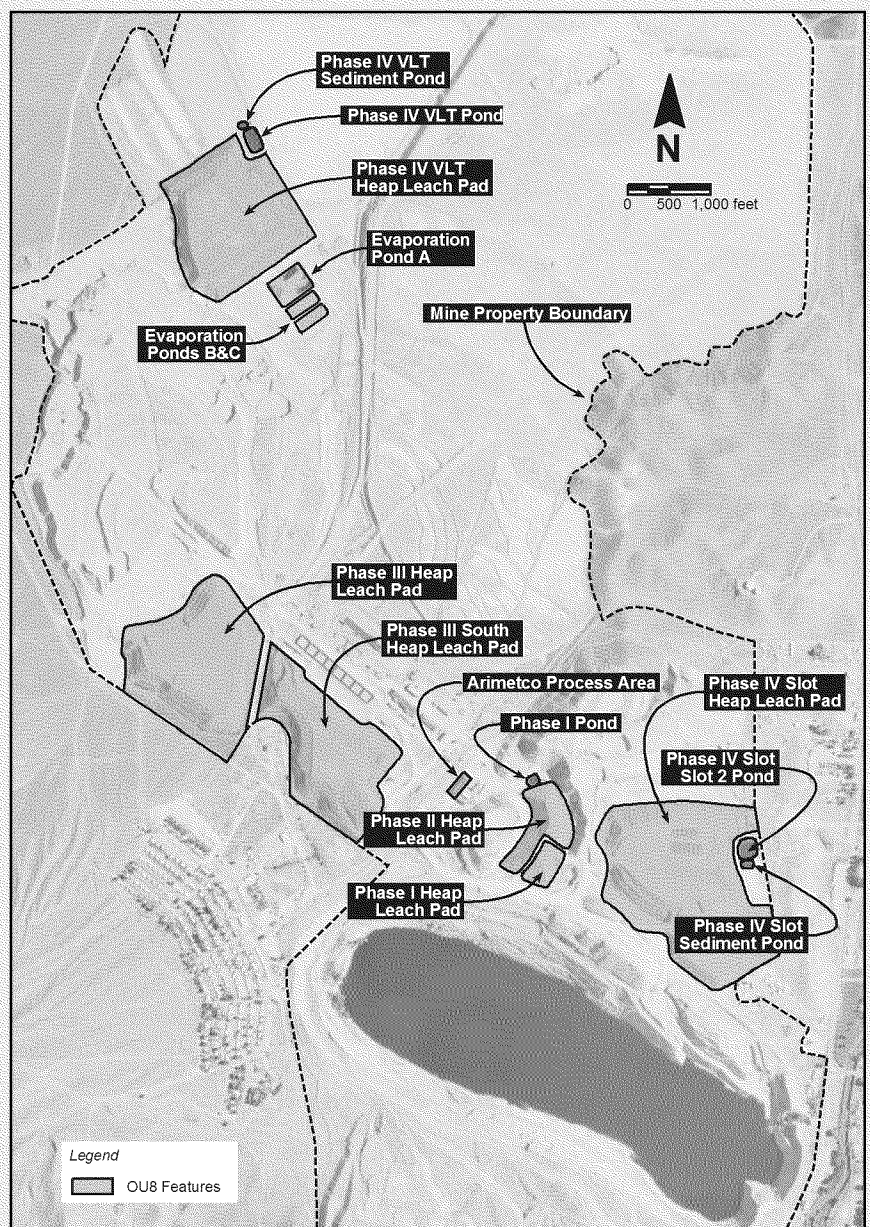 Phase IV VLT
Sediment Pond
Phase IV VLT Pond
Phase IV VLT
Heap Leach Pad
N
0 500 1,000 feet
Evaporation
Pond A
Mine Property Boundary
Evaporation
Ponds B&C
Phase III Heap
Leach Pad
Phase III South
Heap Leach Pad
Arimetco Process Area
Phase IV Slot
Heap Leach Pad
Phase I Pond
Phase IV Slot
Slot 2 Pond
Phase II Heap
Leach Pad
Phase I Heap
Leach Pad
Phase IV Slot
Sediment Pond
Legend
OU8 Features